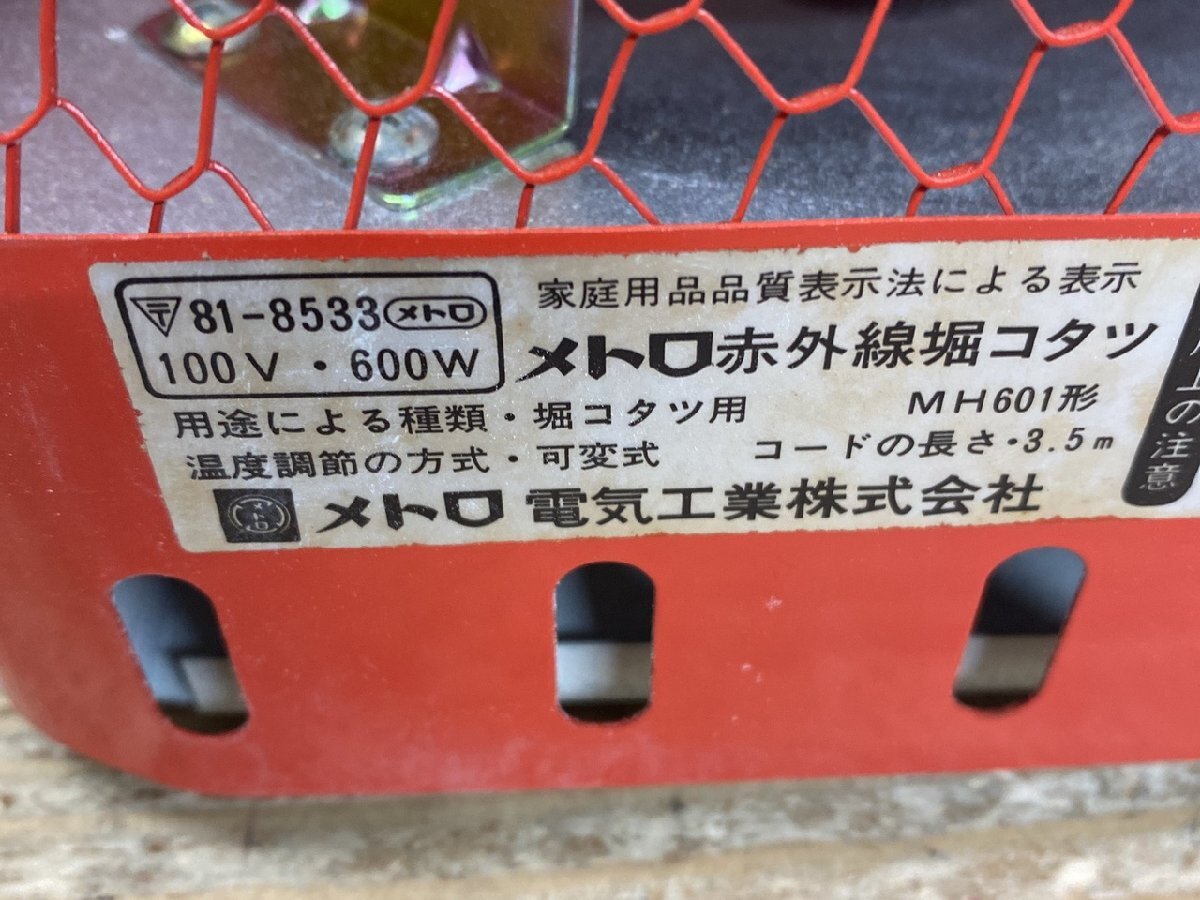 〒81-8533 メトロ
100V・600W
家庭用品品質表示法による表示
メトロ赤外線堀コタツ
MH601形
用途による種類・堀コタツ用
温度調節の方式・可変式
コードの長さ・3.5m
メトロ電気工業株式会社
上の注意